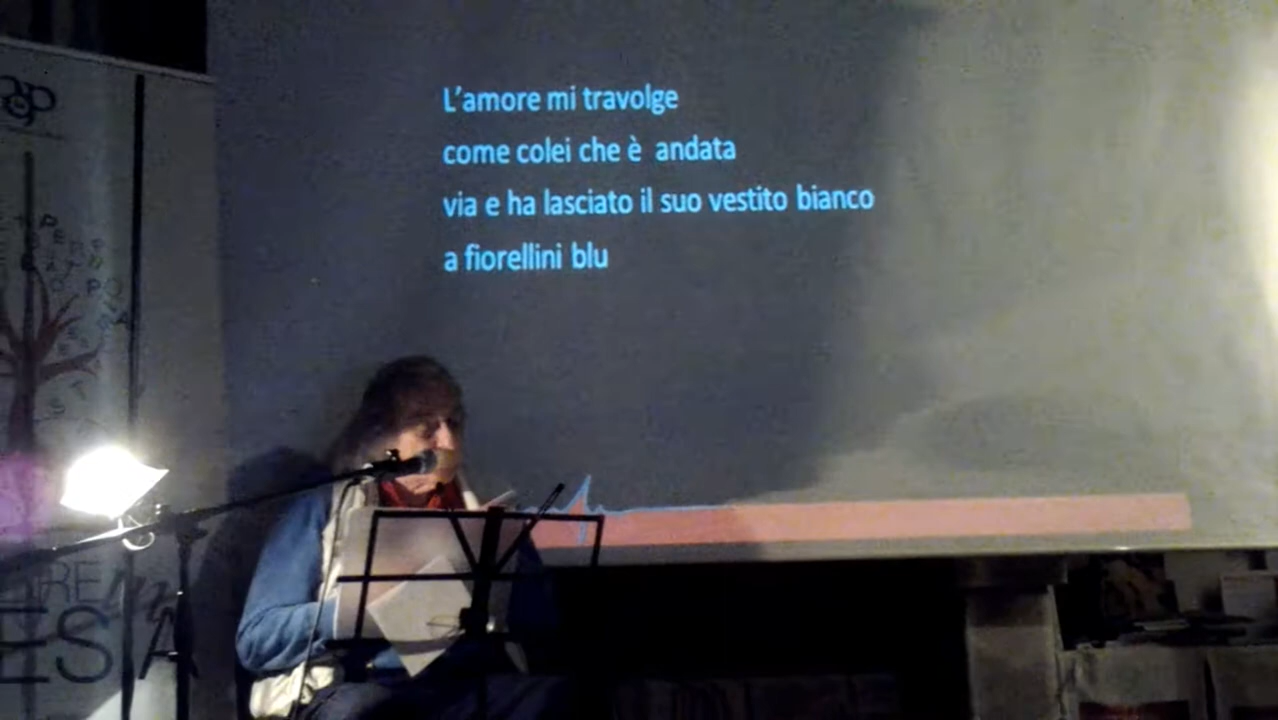 L'amore mi travolge
come colei che è andata
via e ha lasciato il suo vestito bianco
a fiorellini blu